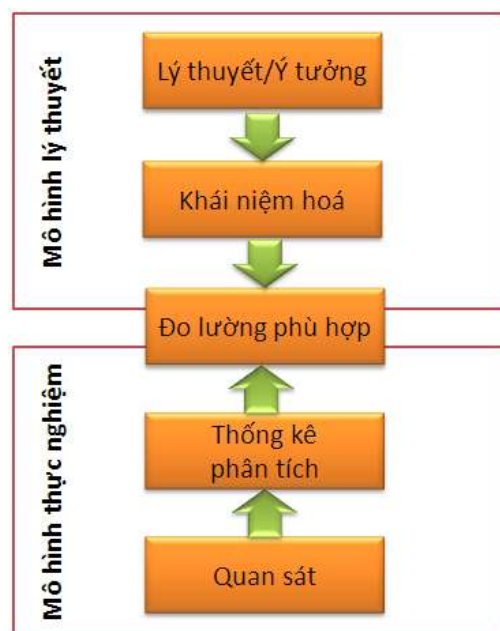 Mô hình lý thuyết
Lý thuyết/Ý tưởng
Khái niệm hoá
Đo lường phù hợp
Mô hình thực nghiệm
Thống kê
phân tích
Quan sát